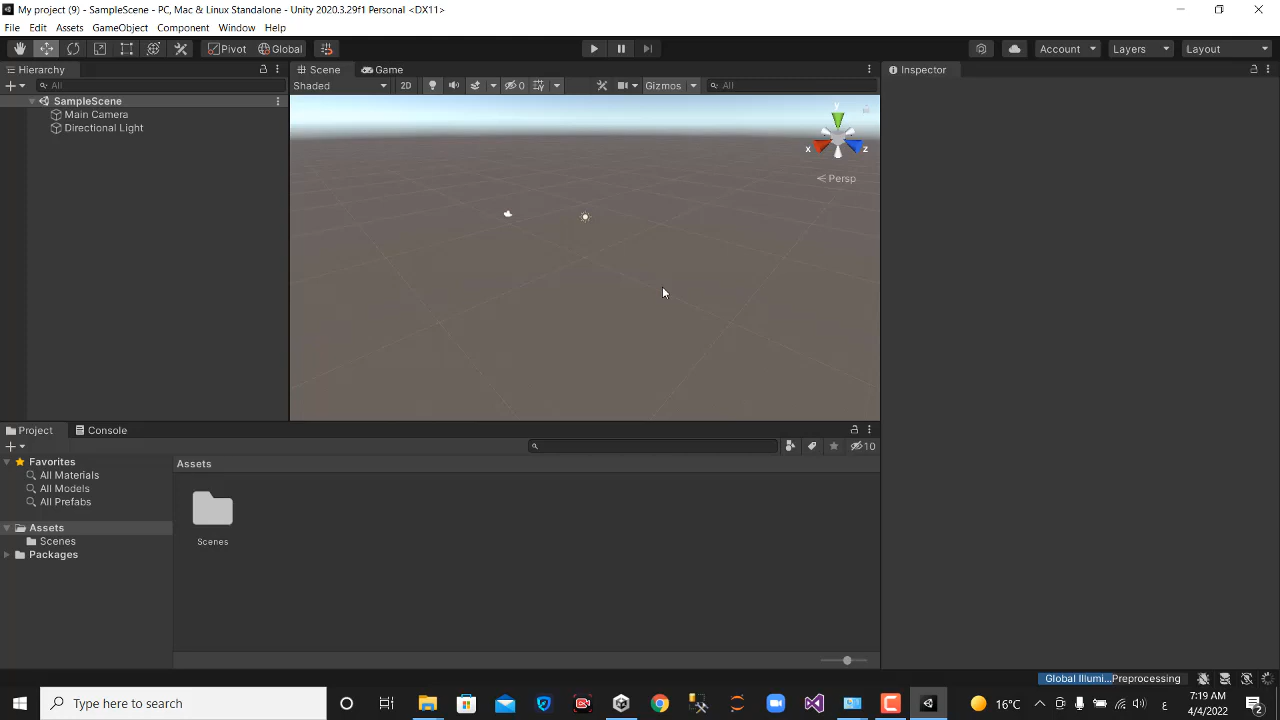 My project (9) - SampleScene - PC, Mac & Linux Standalone - Unity 2020.3.29f1 Personal <DX11>
File Edit Assets GameObject Component Window Help
Pivot Global Account Layers Layout
Hierarchy Scene Game Inspector
All Shaded 2D 0 Gizmos All
SampleScene
Main Camera
Directional Light
y
x z
Persp
Project Console
10
Favorites Assets
All Materials
All Models
All Prefabs
Assets
Scenes Scenes
Packages
Global Illumi...Preprocessing
Type here to search 16°C 7:19 AM
4/4/2022 2